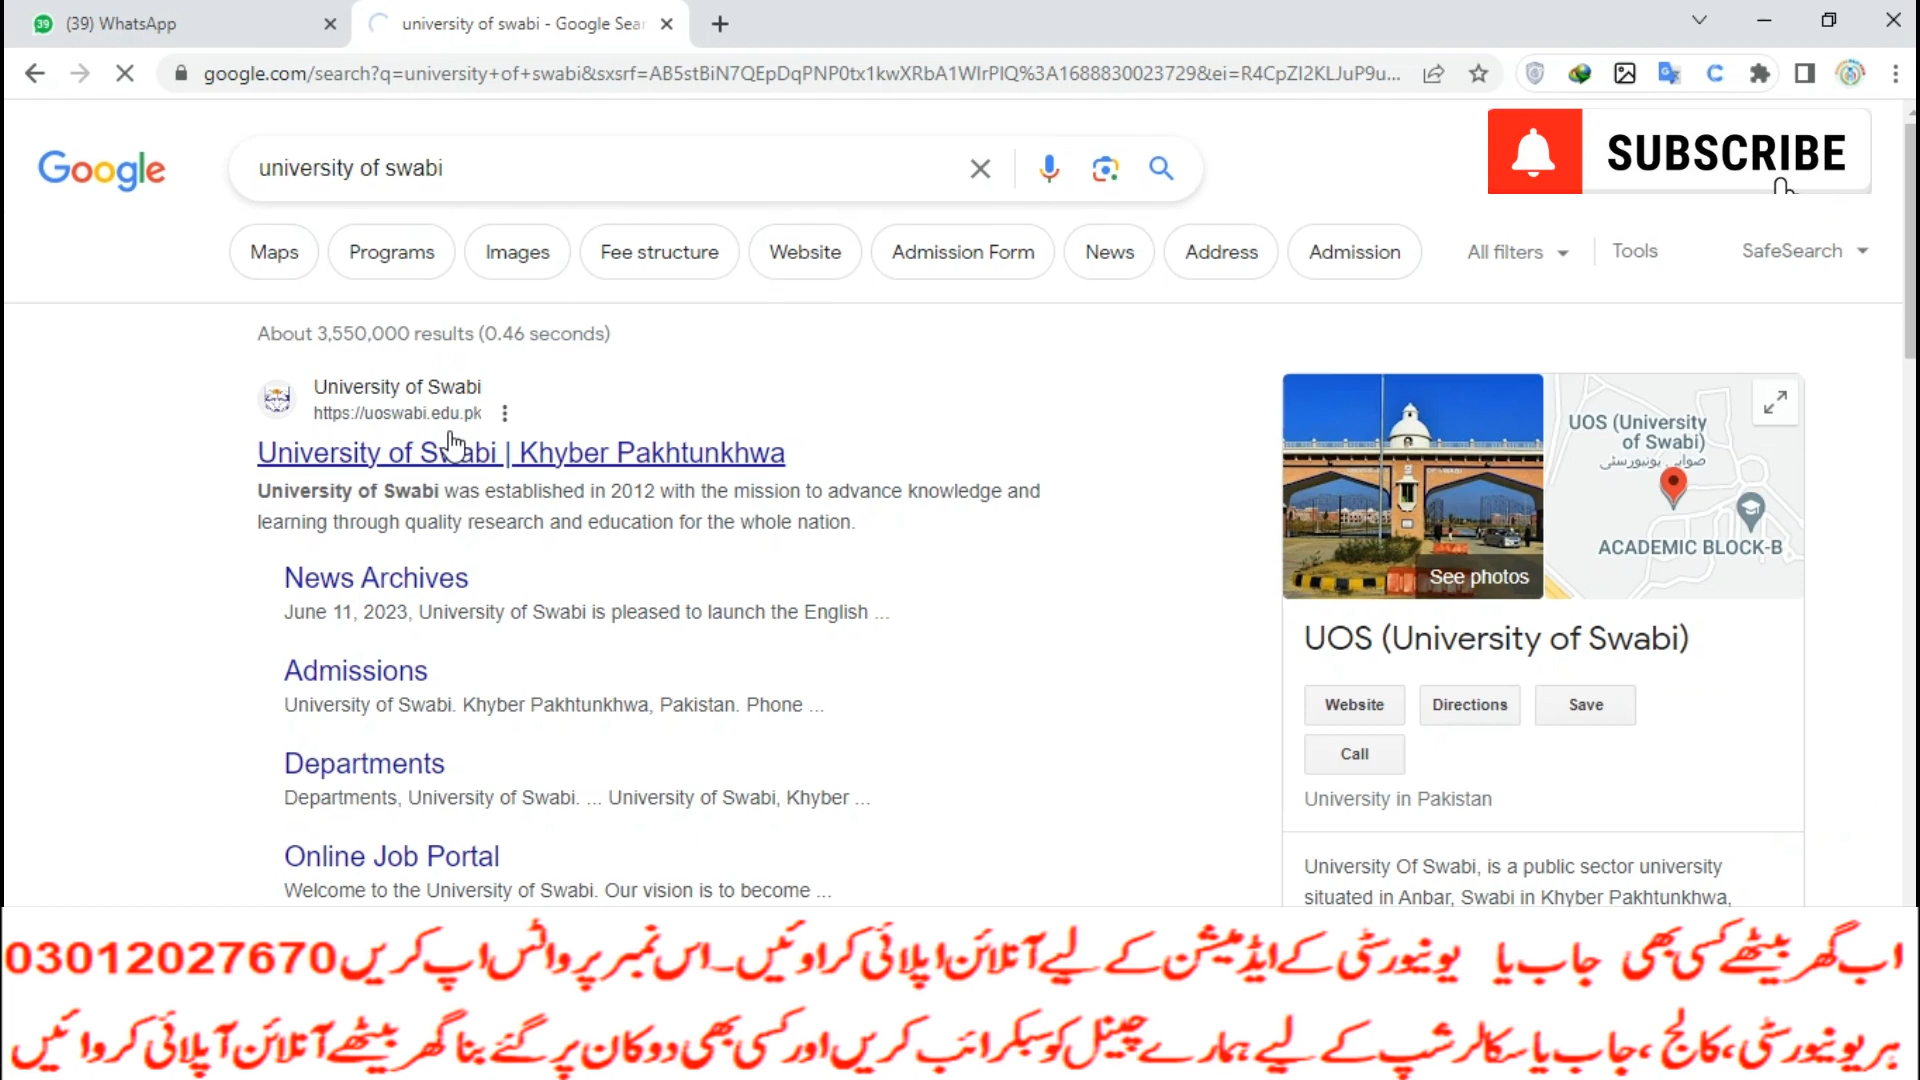 (39) WhatsApp
university of swabi - Google Sear
google.com/search?q=university+of+swabi&sxsrf=AB5stBiN7QEpDqPNP0tx1kwXRbA1WIrPlQ%3A1688830023729&ei=R4CpZI2KLJuP9u...
Google
university of swabi
SUBSCRIBE
Maps
Programs
Images
Fee structure
Website
Admission Form
News
Address
Admission
All filters
Tools
SafeSearch
About 3,550,000 results (0.46 seconds)
University of Swabi
https://uoswabi.edu.pk
University of Swabi | Khyber Pakhtunkhwa
University of Swabi was established in 2012 with the mission to advance knowledge and
learning through quality research and education for the whole nation.
News Archives
June 11, 2023, University of Swabi is pleased to launch the English ...
Admissions
University of Swabi. Khyber Pakhtunkhwa, Pakistan. Phone ...
Departments
Departments, University of Swabi. ... University of Swabi, Khyber ...
Online Job Portal
Welcome to the University of Swabi. Our vision is to become ...
See photos
UOS (University
of Swabi)
صوابی یونیورسٹی
ACADEMIC BLOCK-B
UOS (University of Swabi)
Website
Directions
Save
Call
University in Pakistan
University Of Swabi, is a public sector university
situated in Anbar, Swabi in Khyber Pakhtunkhwa,
اب گھر بیٹھے کسی بھی جاب یا یونیورسٹی کے ایڈمیشن کے لیے آنلائن اپلائی کراوئیں۔اس نمبر پر واٹس اپ کریں 03012027670
ہر یونیورسٹی، کالج ،جاب یا سکالرشپ کے لیے ہمارے چینل کو سبکرائب کریں اور کسی بھی دوکان پر گئے بنا گھر بیٹھے آنلائن آپلائی کروائیں